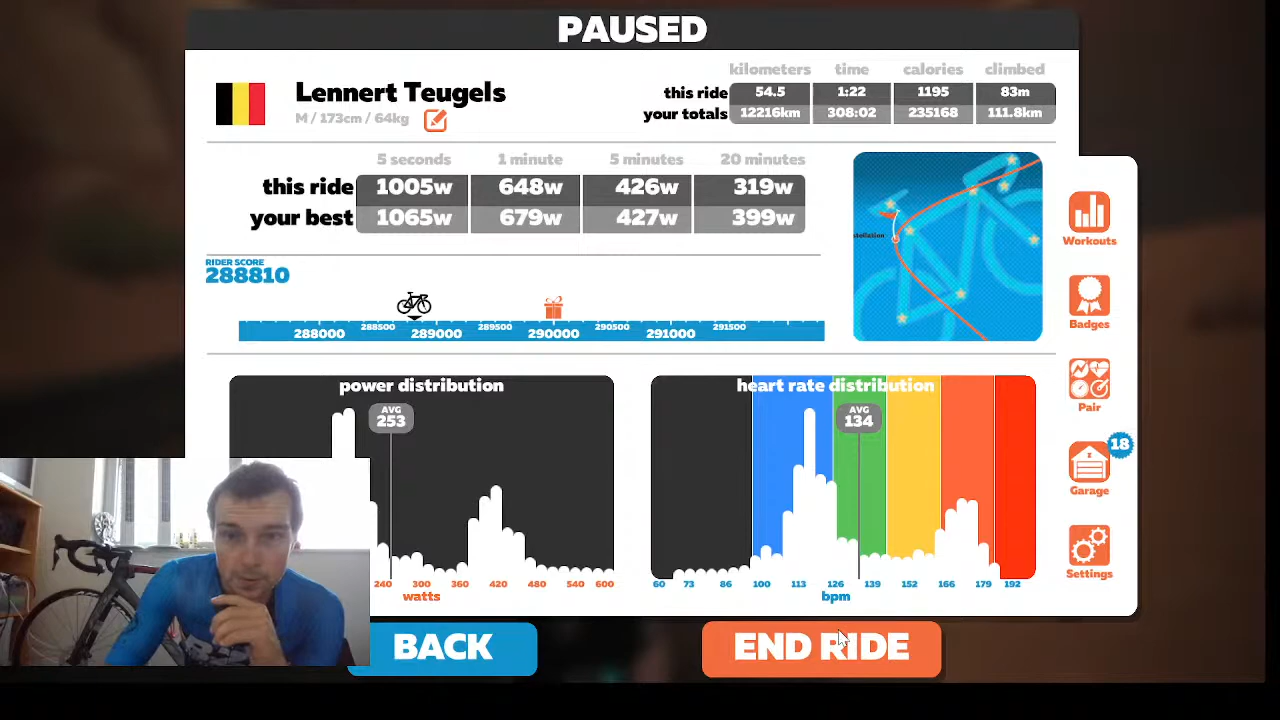 PAUSED
Lennert Teugels
M / 173cm / 64kg
kilometers time calories climbed
this ride 54.5 1:22 1195 83m
your totals 12216km 308:02 235168 111.8km
5 seconds 1 minute 5 minutes 20 minutes
this ride 1005w 648w 426w 319w
your best 1065w 679w 427w 399w
RIDER SCORE
288810
288000 288500 289000 289500 290000 290500 291000 291500
power distribution
AVG
253
240 300 360 420 480 540 600
watts
heart rate distribution
AVG
134
60 73 86 100 113 126 139 152 166 179 192
bpm
Workouts
Badges
Pair
18
Garage
Settings
BACK
END RIDE